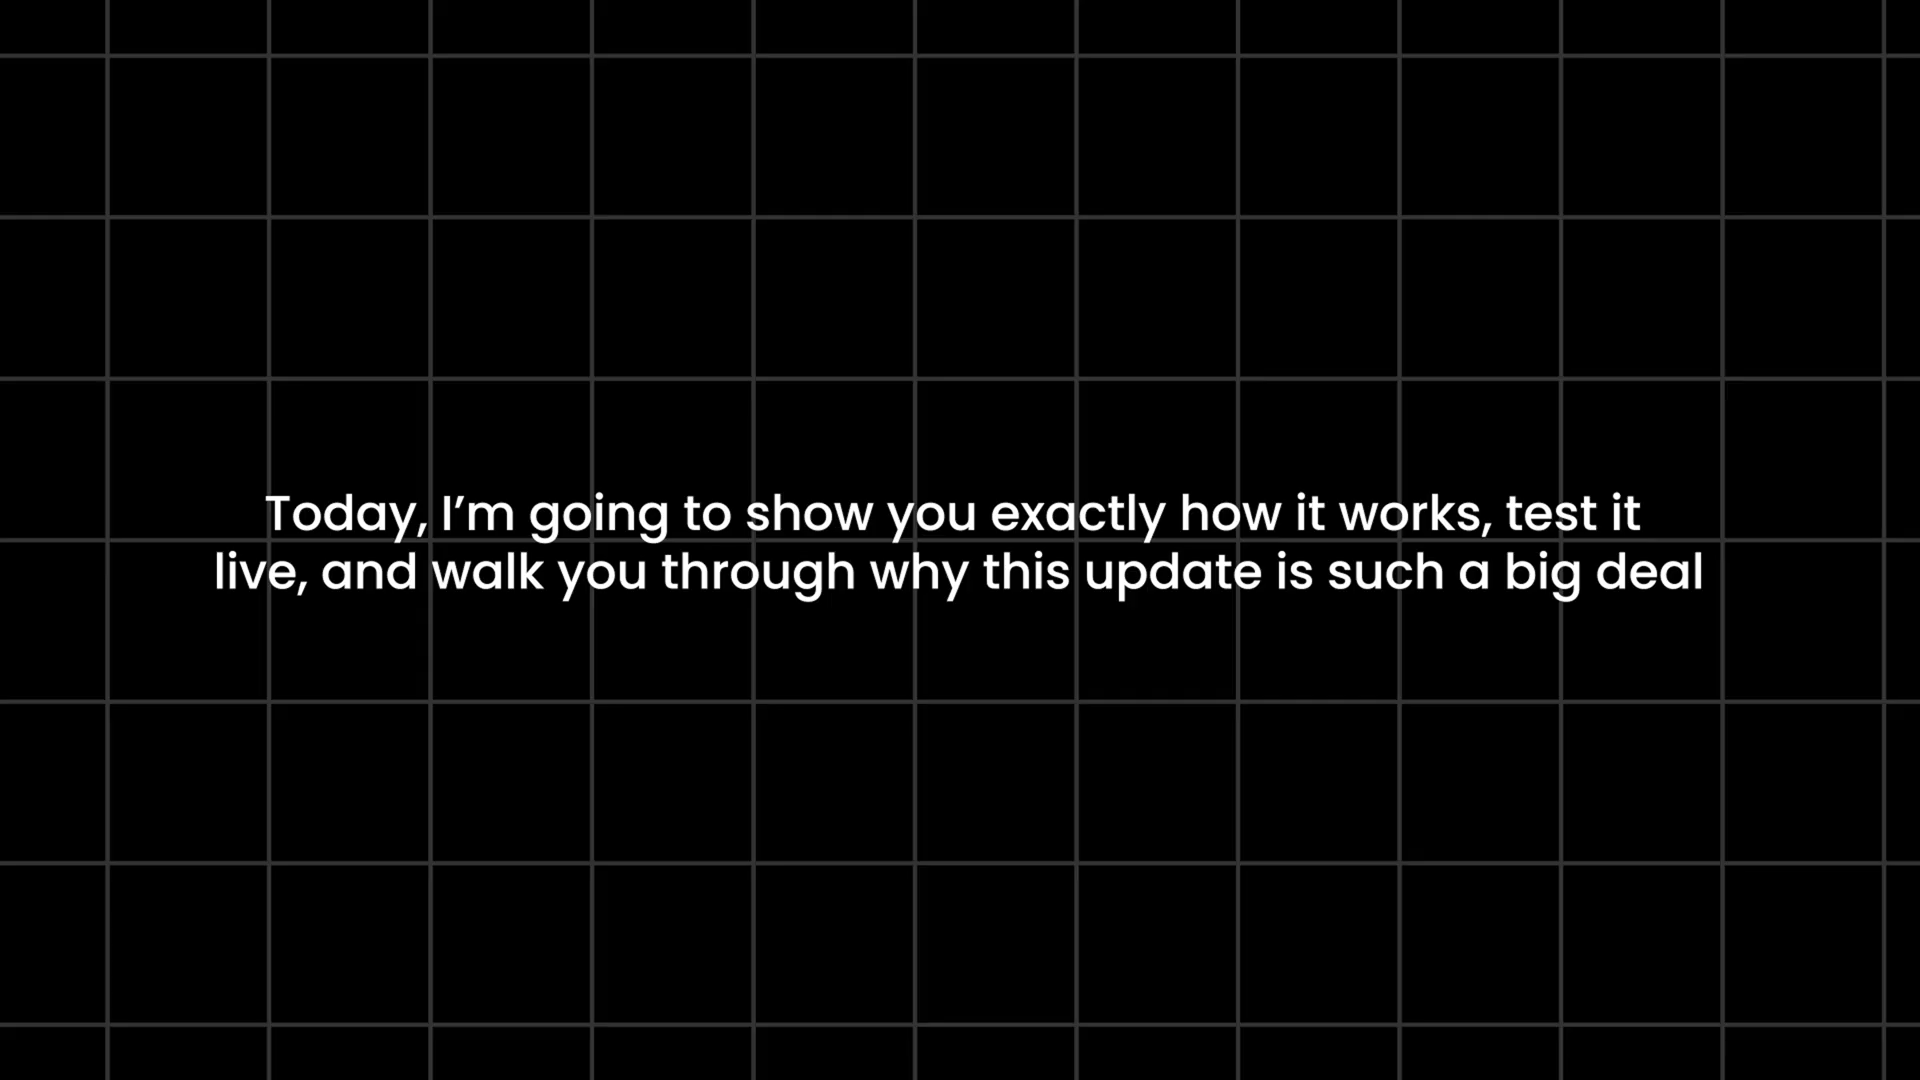 Today, I’m going to show you exactly how it works, test it
live, and walk you through why this update is such a big deal